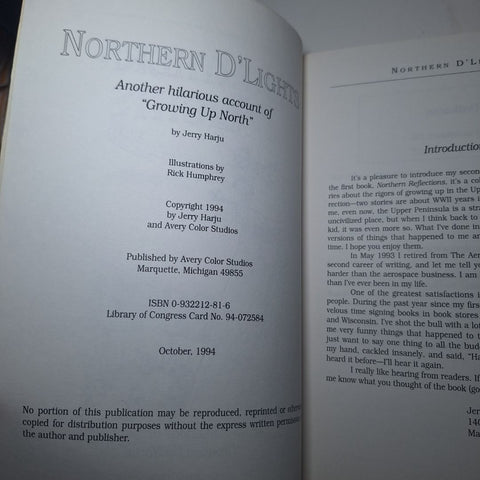 NORTHERN D'LIGHTS
Another hilarious account of
"Growing Up North"
by Jerry Harju
Illustrations by
Rick Humphrey
Copyright 1994
by Jerry Harju
and Avery Color Studios
Published by Avery Color Studios
Marquette, Michigan 49855
ISBN 0-932212-81-6
Library of Congress Card No. 94-072584
October, 1994
No portion of this publication may be reproduced, reprinted or
copied for distribution purposes without the express written
the author and publisher.
NORTHERN D'L
Introduction
It's a pleasure to introduce my secon
the first book, Northern Reflections, it's a co
ries about the rigors of growing up in the Upp
rection—two stories are about WWII years i
me, even now, the Upper Peninsula is a stra
uncivilized place, but when I think back to
kid, it was even more so. What I've done in
versions of things that happened to me an
time. I hope you enjoy them.
In May 1993 I retired from The Aer
second career of writing, and let me tell yo
harder than the aerospace business. I am
than I've ever been in my life.
One of the greatest satisfactions i
people. During the past year since my first
velous time signing books in book stores
and Wisconsin. I've shot the bull with a lot
me very funny things that happened to t
just want to say one thing to all the bud
my hand, cackled insanely, and said, "Ha
heard it before—I'll hear it again.
I really like hearing from readers. If
me know what you thought of the book (go
Je
140
Ma